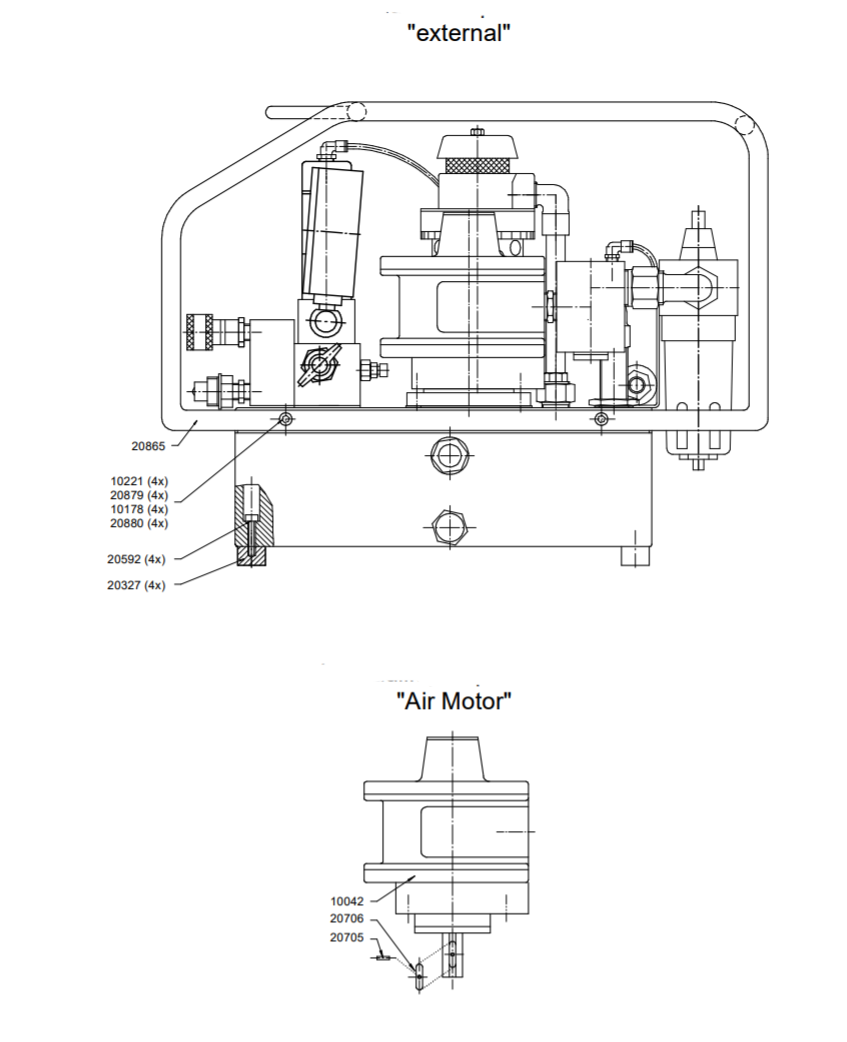 "external"
20865
10221 (4x)
20879 (4x)
10178 (4x)
20880 (4x)
20592 (4x)
20327 (4x)
"Air Motor"
10042
20706
20705